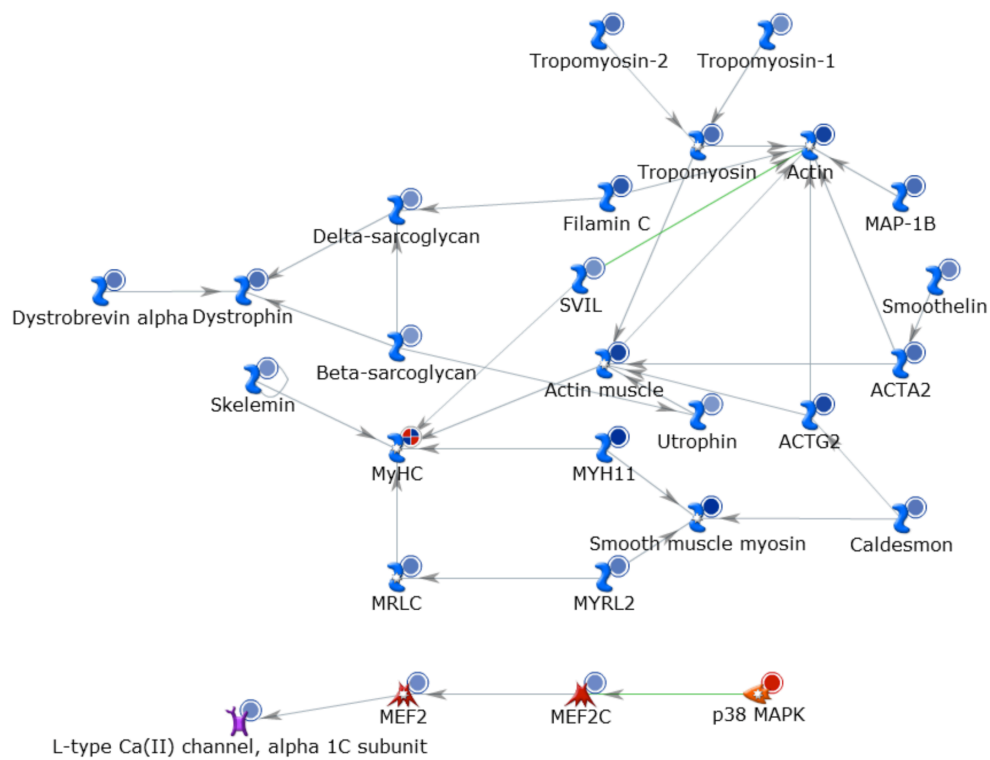 Tropomyosin-2
Tropomyosin-1
Tropomyosin
Actin
Filamin C
MAP-1B
Delta-sarcoglycan
SVIL
Smoothelin
Dystrobrevin alpha
Dystrophin
Beta-sarcoglycan
Actin muscle
ACTA2
Skelemin
Utrophin
ACTG2
MyHC
MYH11
Smooth muscle myosin
Caldesmon
MRLC
MYRL2
MEF2
MEF2C
p38 MAPK
L-type Ca(II) channel, alpha 1C subunit